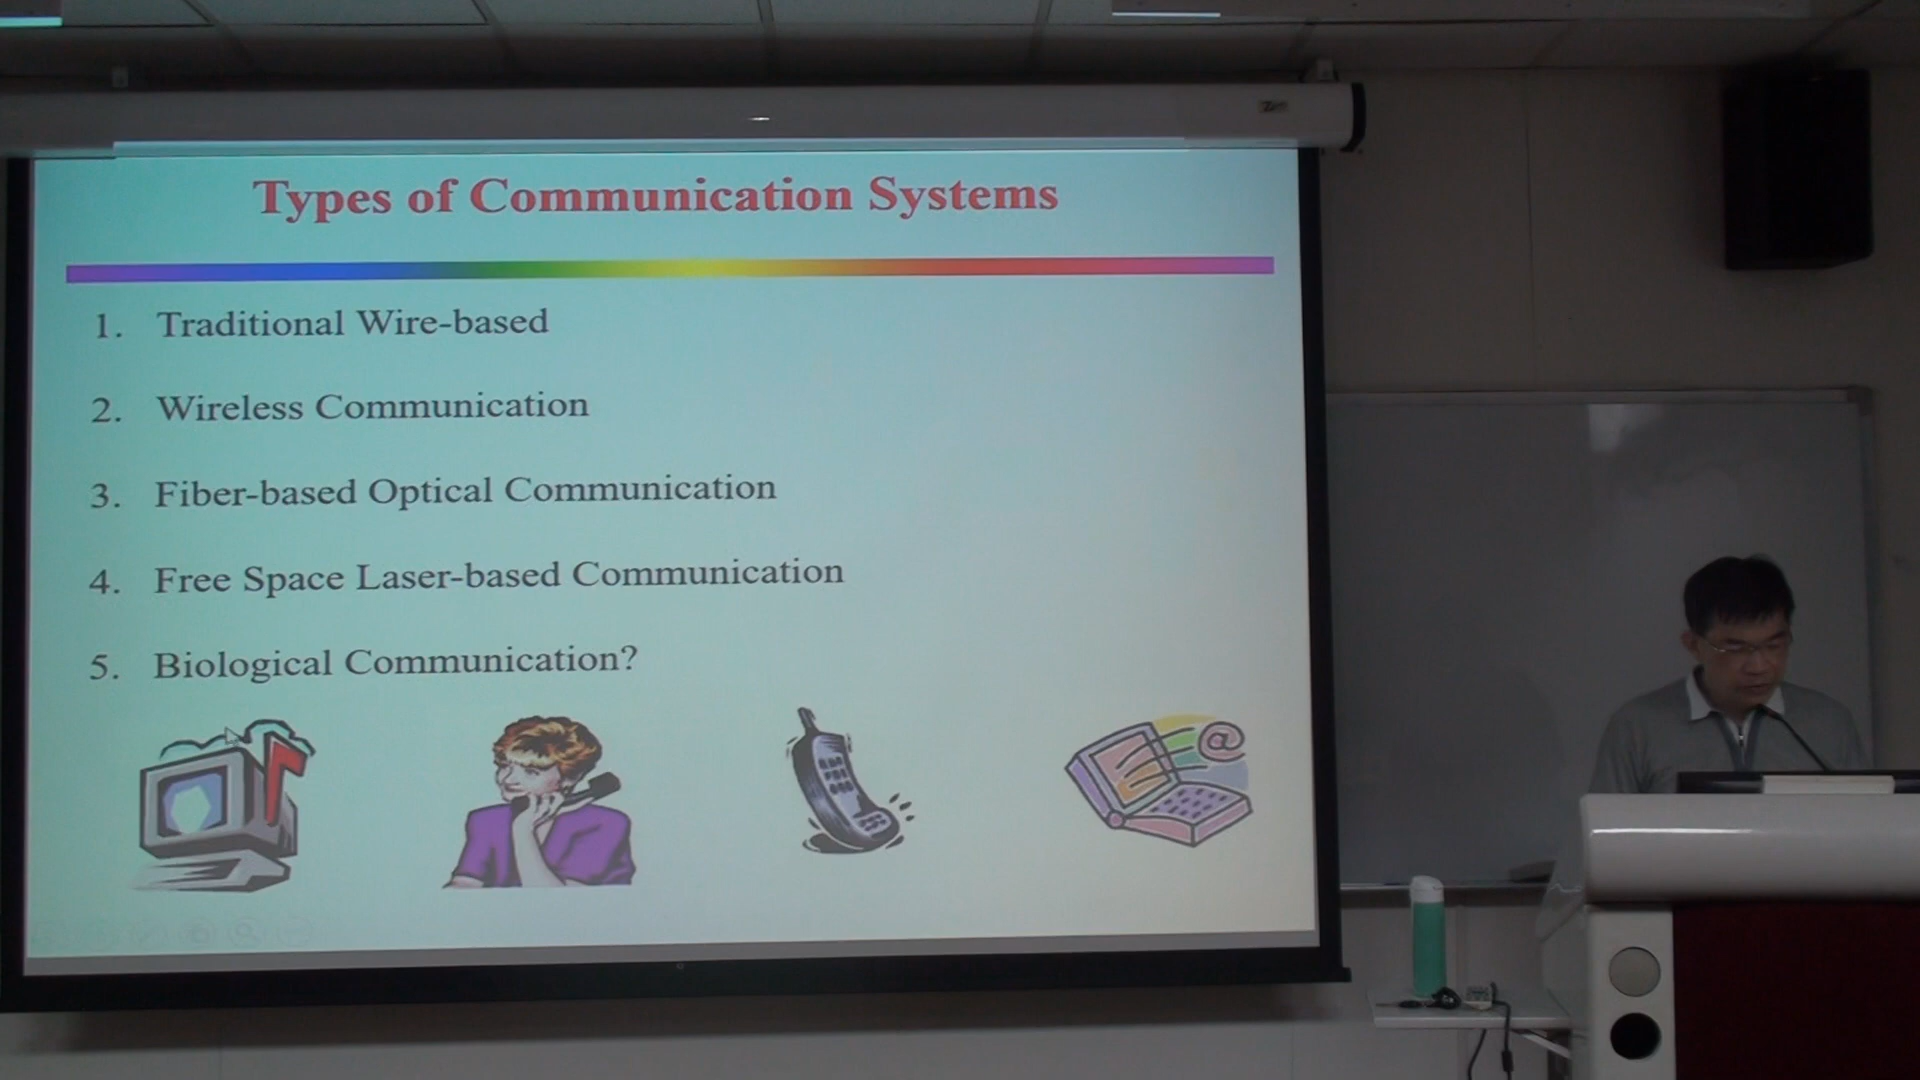 Types of Communication Systems
1. Traditional Wire-based
2. Wireless Communication
3. Fiber-based Optical Communication
4. Free Space Laser-based Communication
5. Biological Communication?
@